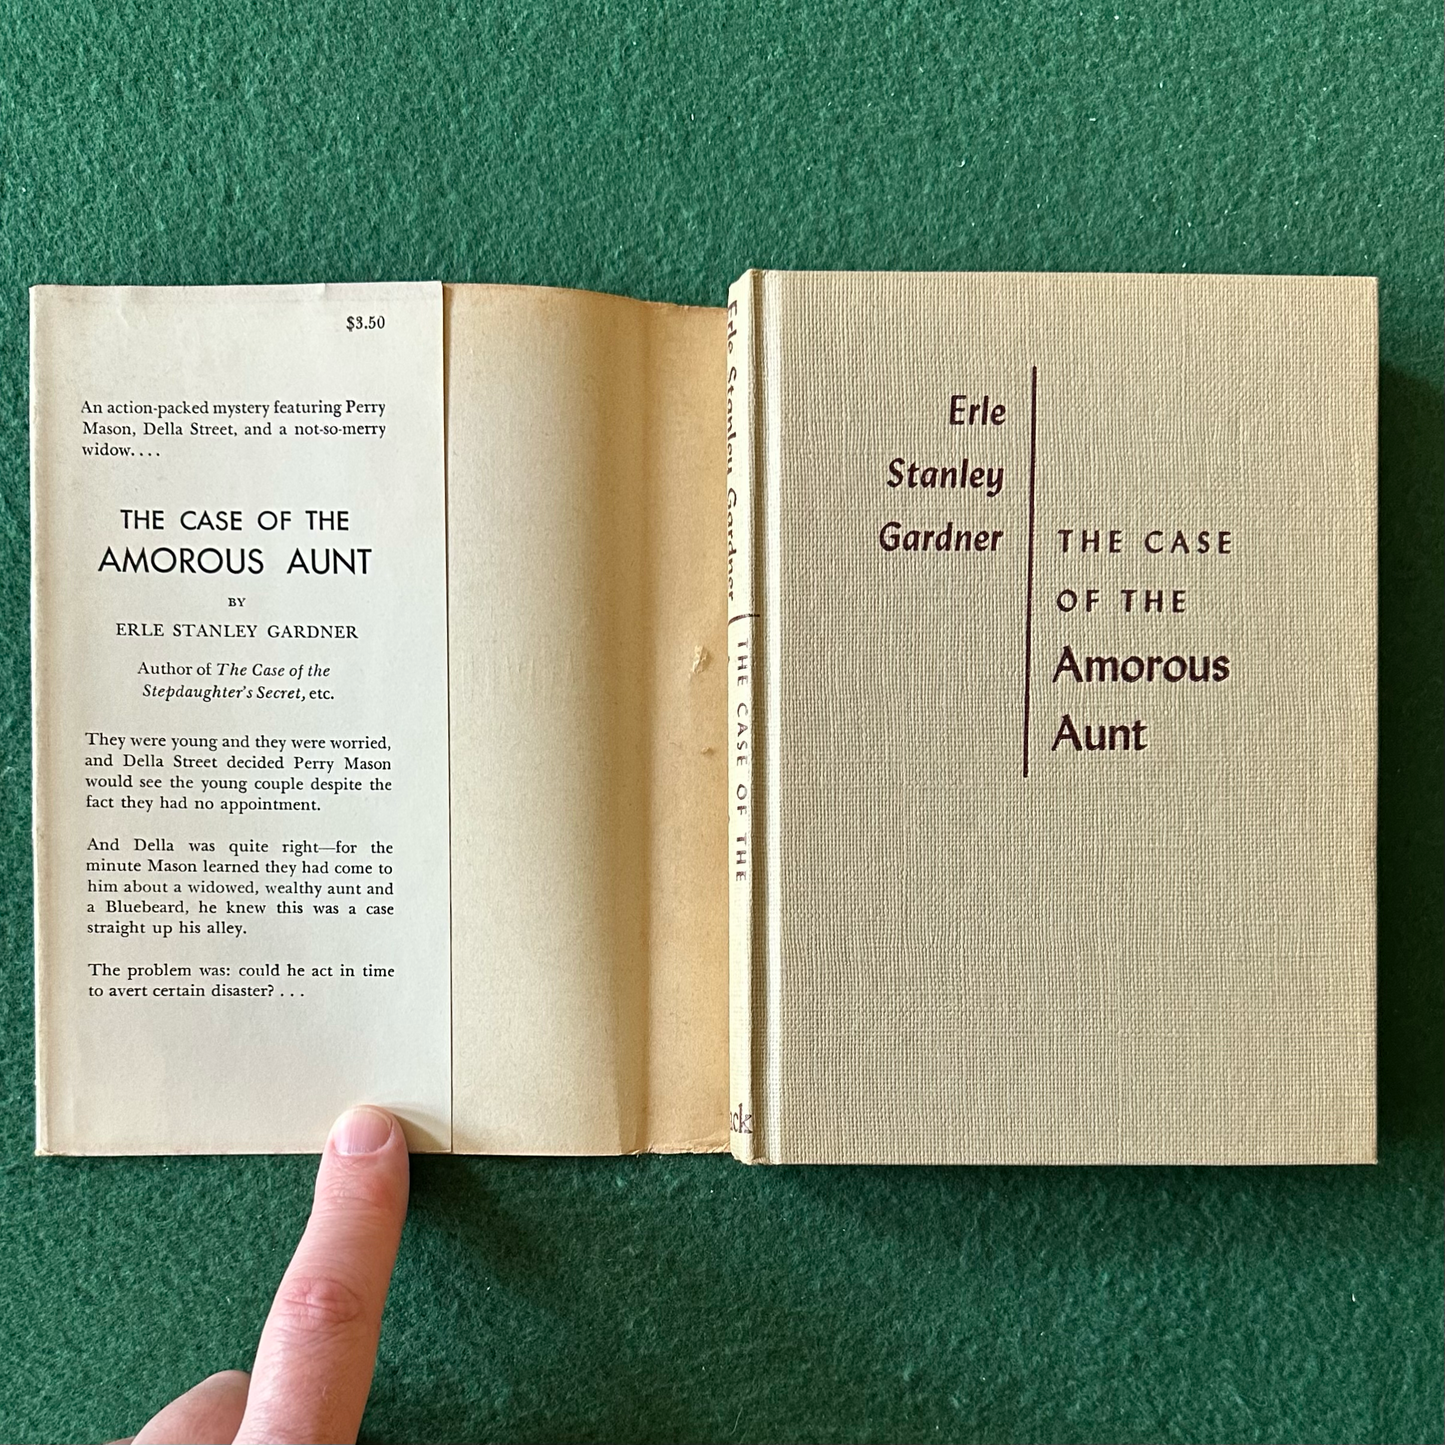 $3.50
An action-packed mystery featuring Perry
Mason, Della Street, and a not-so-merry
widow....
THE CASE OF THE
AMOROUS AUNT
BY
ERLE STANLEY GARDNER
Author of The Case of the
Stepdaughter's Secret, etc.
They were young and they were worried,
and Della Street decided Perry Mason
would see the young couple despite the
fact they had no appointment.
And Della was quite right—for the
minute Mason learned they had come to
him about a widowed, wealthy aunt and
a Bluebeard, he knew this was a case
straight up his alley.
The problem was: could he act in time
to avert certain disaster? . . .
Erle Stanley Gardner
THE CASE OF THE
ck
Erle
Stanley
Gardner
THE CASE
OF THE
Amorous
Aunt